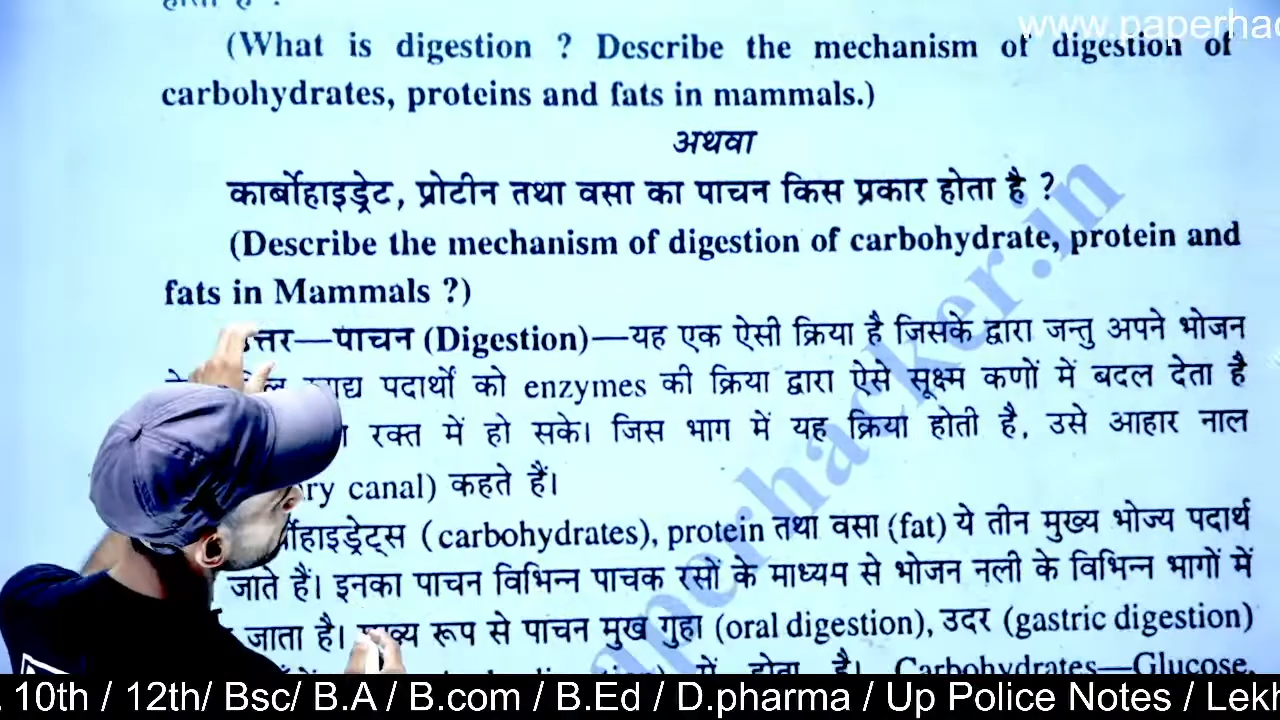 होता है ?
www.paperhac
(What is digestion ? Describe the mechanism of digestion of
carbohydrates, proteins and fats in mammals.)
अथवा
कार्बोहाइड्रेट, प्रोटीन तथा वसा का पाचन किस प्रकार होता है ?
(Describe the mechanism of digestion of carbohydrate, protein and
fats in Mammals ?)
त्तर—पाचन (Digestion)—यह एक ऐसी क्रिया है जिसके द्वारा जन्तु अपने भोजन
पदार्थों को enzymes की क्रिया द्वारा ऐसे सूक्ष्म कणों में बदल देता है
रक्त में हो सके। जिस भाग में यह क्रिया होती है, उसे आहार नाल
ry canal) कहते हैं।
र्बोहाइड्रेट्स (carbohydrates), protein तथा वसा (fat) ये तीन मुख्य भोज्य पदार्थ
जाते हैं। इनका पाचन विभिन्न पाचक रसों के माध्यम से भोजन नली के विभिन्न भागों में
जाता है। मुख्य रूप से पाचन मुख गुहा (oral digestion), उदर (gastric digestion)
में होता है। Carbohydrates—Glucose,
paperhacker.in
. 10th / 12th/ Bsc/ B.A / B.com / B.Ed / D.pharma / Up Police Notes / Lekh